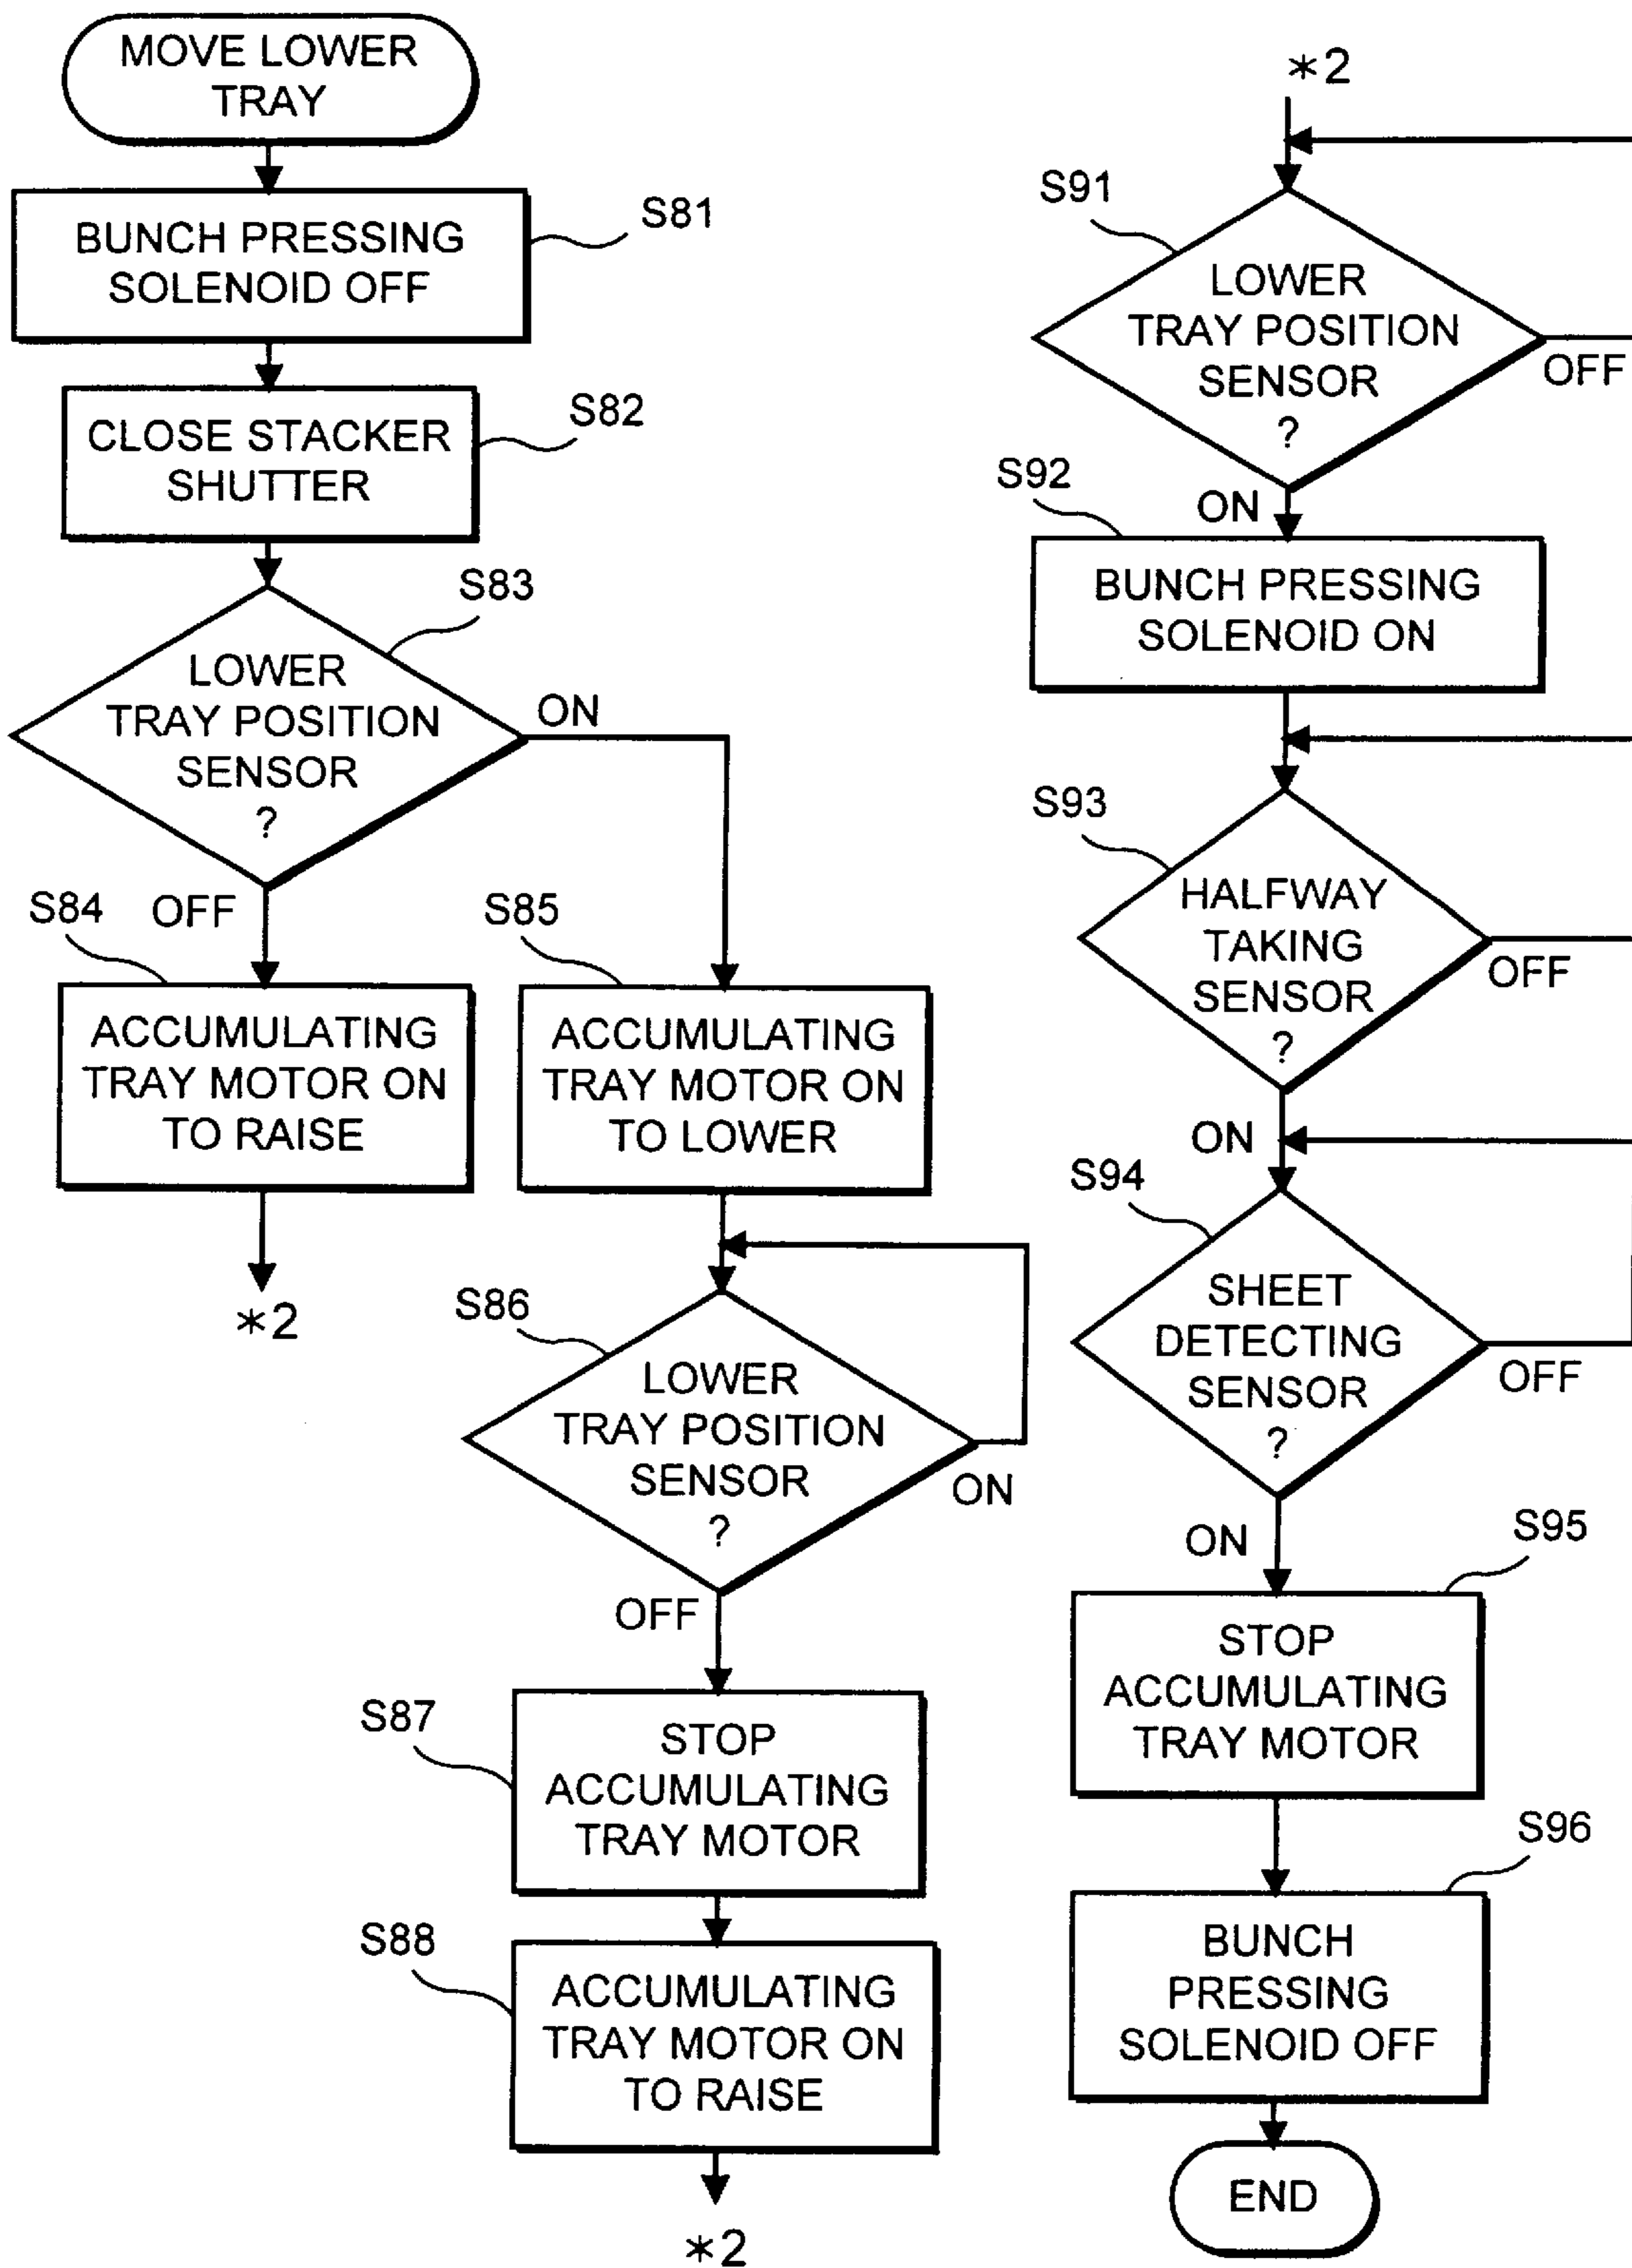 MOVE LOWER
TRAY
S81
BUNCH PRESSING
SOLENOID OFF
S82
CLOSE STACKER
SHUTTER
S83
LOWER
TRAY POSITION
SENSOR
?
ON
OFF
S84
ACCUMULATING
TRAY MOTOR ON
TO RAISE
*2
S85
ACCUMULATING
TRAY MOTOR ON
TO LOWER
S86
LOWER
TRAY POSITION
SENSOR
?
ON
OFF
S87
STOP
ACCUMULATING
TRAY MOTOR
S88
ACCUMULATING
TRAY MOTOR ON
TO RAISE
*2
*2
S91
LOWER
TRAY POSITION
SENSOR
?
OFF
ON
S92
BUNCH PRESSING
SOLENOID ON
S93
HALFWAY
TAKING
SENSOR
?
OFF
ON
S94
SHEET
DETECTING
SENSOR
?
OFF
ON
S95
STOP
ACCUMULATING
TRAY MOTOR
S96
BUNCH
PRESSING
SOLENOID OFF
END